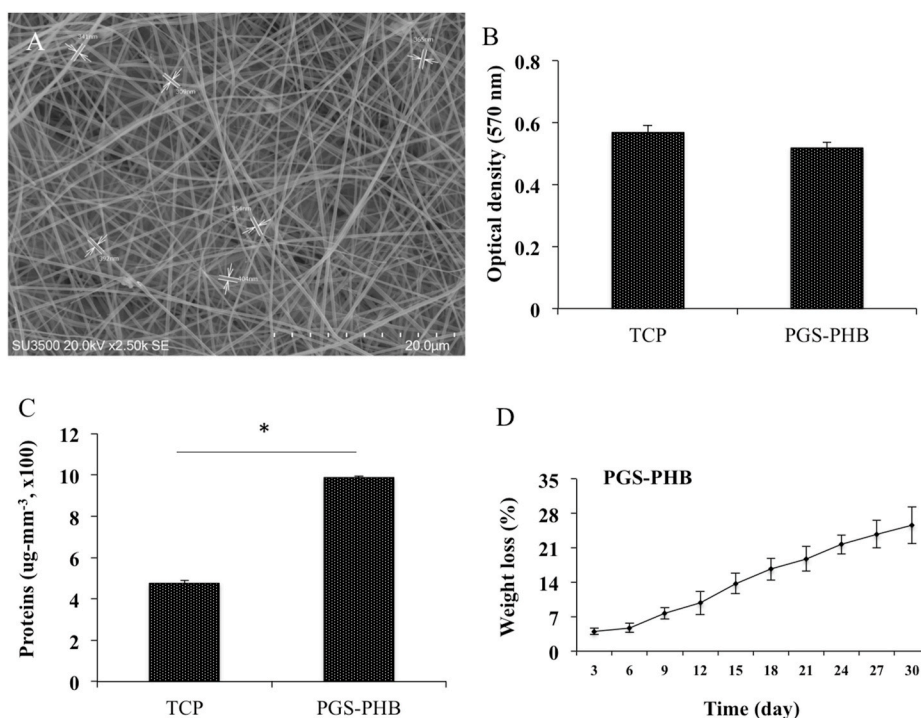 A
392nm
404nm
SU3500 20.0kV x2.50k SE
20.0µm
B
Optical density (570 nm)
0.8
0.6
0.4
0.2
0
TCP
PGS-PHB
C
Proteins (ug-mm⁻³, x100)
12
10
8
6
4
2
0
*
TCP
PGS-PHB
D
PGS-PHB
Weight loss (%)
35
28
21
14
7
0
3 6 9 12 15 18 21 24 27 30
Time (day)